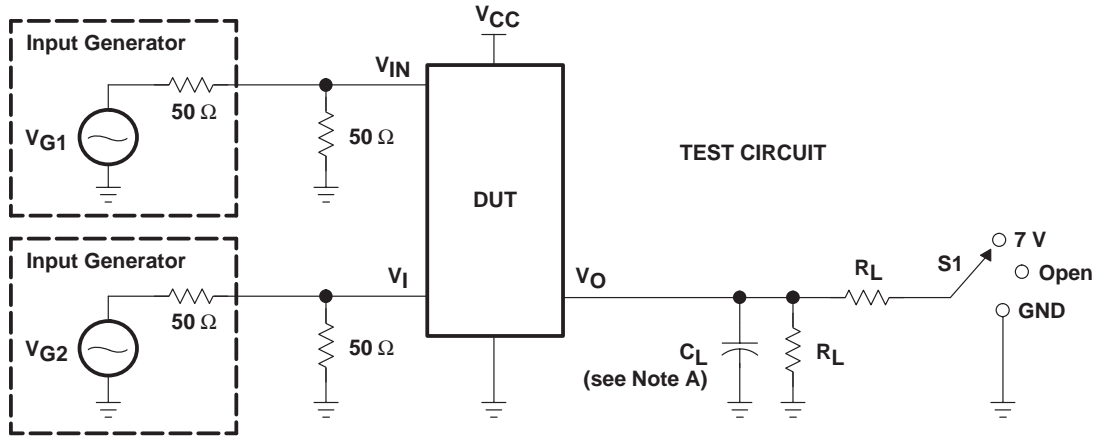 VCC
Input Generator
50 Ω
VG1
VIN
50 Ω
DUT
TEST CIRCUIT
Input Generator
50 Ω
VG2
VI
50 Ω
VO
CL
(see Note A)
RL
RL
S1
7 V
Open
GND